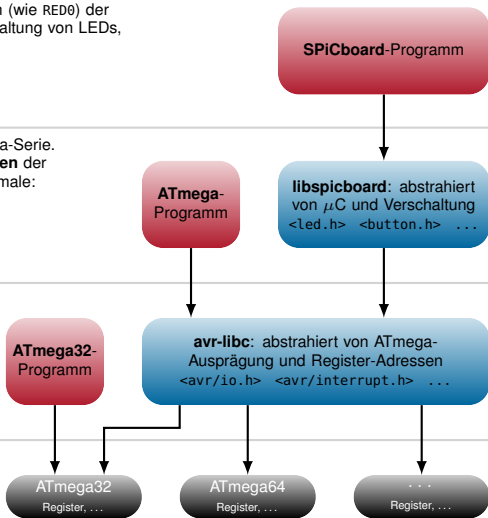 n (wie RED0) der
altung von LEDs,
SPiCboard-Programm
a-Serie.
en der
male:
ATmega-
Programm
libspicboard: abstrahiert
von μC und Verschaltung
<led.h> <button.h> ...
ATmega32-
Programm
avr-libc: abstrahiert von ATmega-
Ausprägung und Register-Adressen
<avr/io.h> <avr/interrupt.h> ...
ATmega32
Register, ...
ATmega64
Register, ...
. . .
Register, ...